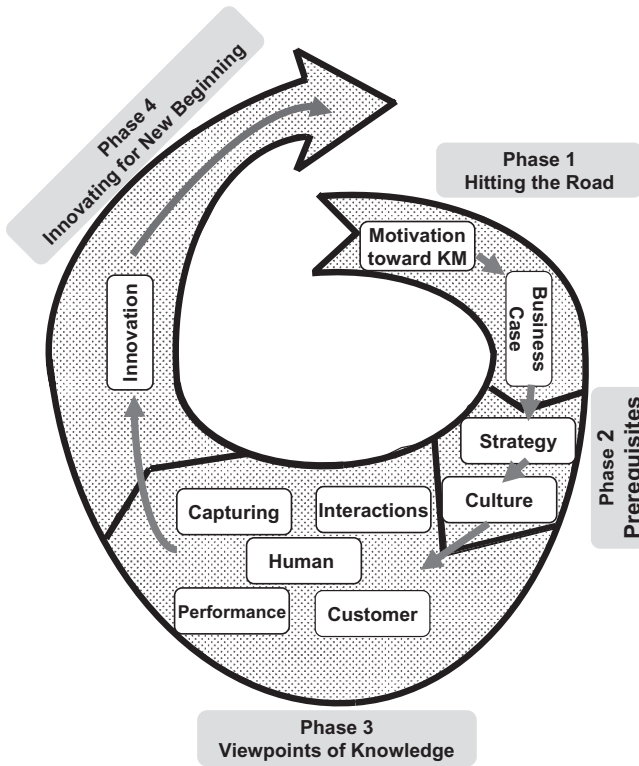 Phase 1
Hitting the Road
Motivation
toward KM
Business
Case
Phase 2
Prerequisites
Strategy
Culture
Capturing
Interactions
Human
Performance
Customer
Phase 3
Viewpoints of Knowledge
Innovation
Phase 4
Innovating for New Beginning